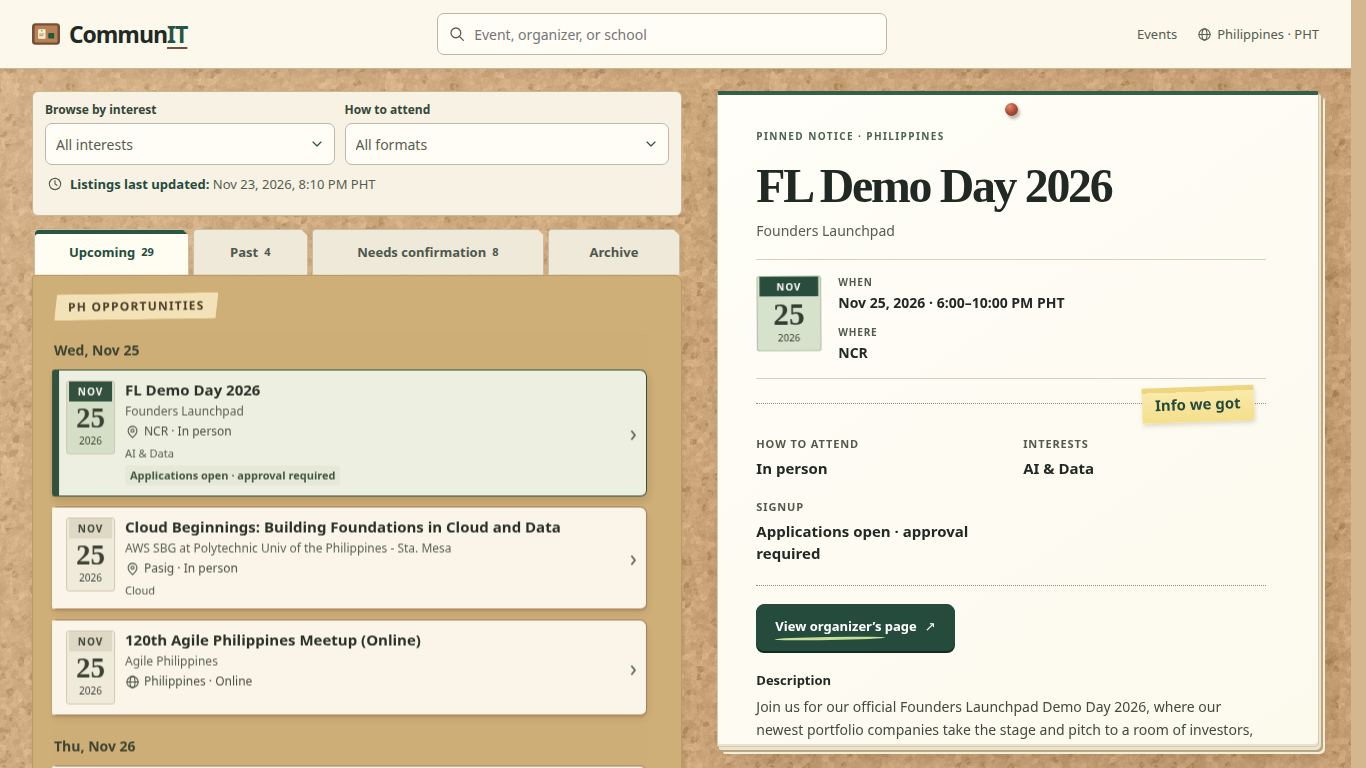 CommunIT
Event, organizer, or school
Events
Philippines · PHT
Browse by interest
How to attend
All interests
All formats
Listings last updated: Nov 23, 2026, 8:10 PM PHT
Upcoming 29
Past 4
Needs confirmation 8
Archive
PH OPPORTUNITIES
Wed, Nov 25
NOV
25
2026
FL Demo Day 2026
Founders Launchpad
NCR · In person
AI & Data
Applications open · approval required
NOV
25
2026
Cloud Beginnings: Building Foundations in Cloud and Data
AWS SBG at Polytechnic Univ of the Philippines - Sta. Mesa
Pasig · In person
Cloud
NOV
25
2026
120th Agile Philippines Meetup (Online)
Agile Philippines
Philippines · Online
Thu, Nov 26
PINNED NOTICE · PHILIPPINES
FL Demo Day 2026
Founders Launchpad
NOV
25
2026
WHEN
Nov 25, 2026 · 6:00–10:00 PM PHT
WHERE
NCR
Info we got
HOW TO ATTEND
In person
INTERESTS
AI & Data
SIGNUP
Applications open · approval
required
View organizer's page ↗
Description
Join us for our official Founders Launchpad Demo Day 2026, where our
newest portfolio companies take the stage and pitch to a room of investors,